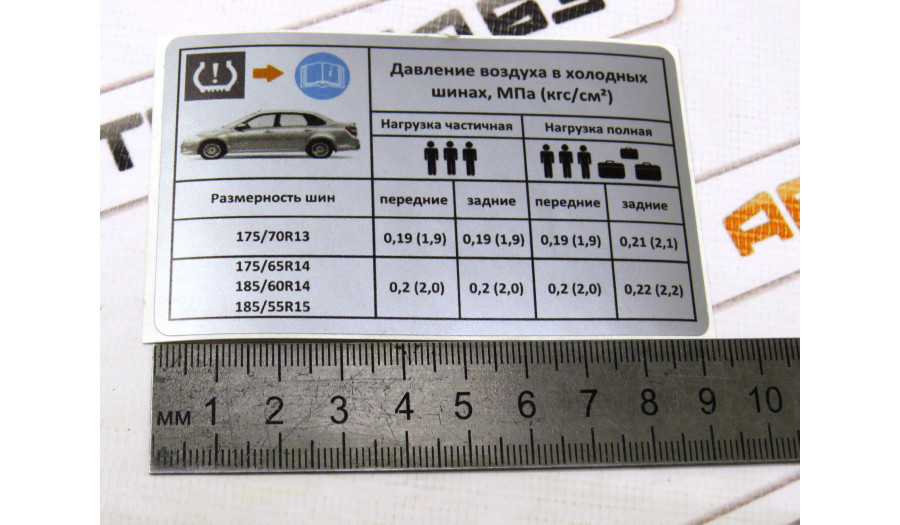 Давление воздуха в холодных
шинах, МПа (кгс/см²)
Нагрузка частичная Нагрузка полная
Размерность шин передние задние передние задние
175/70R13 0,19 (1,9) 0,19 (1,9) 0,19 (1,9) 0,21 (2,1)
175/65R14
185/60R14 0,2 (2,0) 0,2 (2,0) 0,2 (2,0) 0,22 (2,2)
185/55R15
мм 1 2 3 4 5 6 7 8 9 10